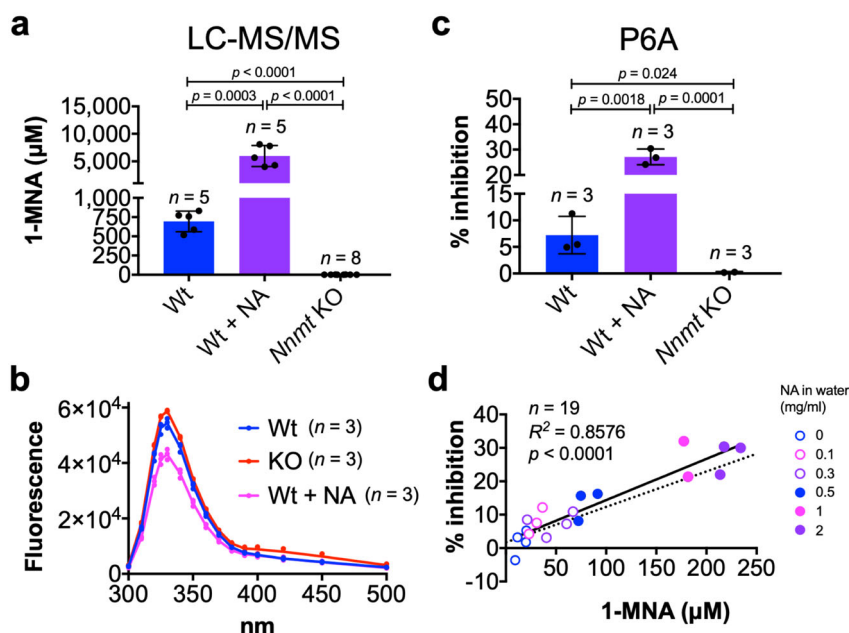 a
LC-MS/MS
p < 0.0001
p = 0.0003
p < 0.0001
1-MNA (μM)
15,000
10,000
5,000
1,000
750
500
250
0
n = 5
n = 5
n = 8
Wt
Wt + NA
Nnmt KO
c
P6A
p = 0.024
p = 0.0018
p = 0.0001
% inhibition
50
40
30
20
15
10
5
0
n = 3
n = 3
n = 3
Wt
Wt + NA
Nnmt KO
b
Fluorescence
6×10⁴
4×10⁴
2×10⁴
0
300
350
400
450
500
nm
Wt (n = 3)
KO (n = 3)
Wt + NA (n = 3)
d
% inhibition
40
30
20
10
0
-10
n = 19
R² = 0.8576
p < 0.0001
50
100
150
200
250
1-MNA (μM)
NA in water
(mg/ml)
0
0.1
0.3
0.5
1
2